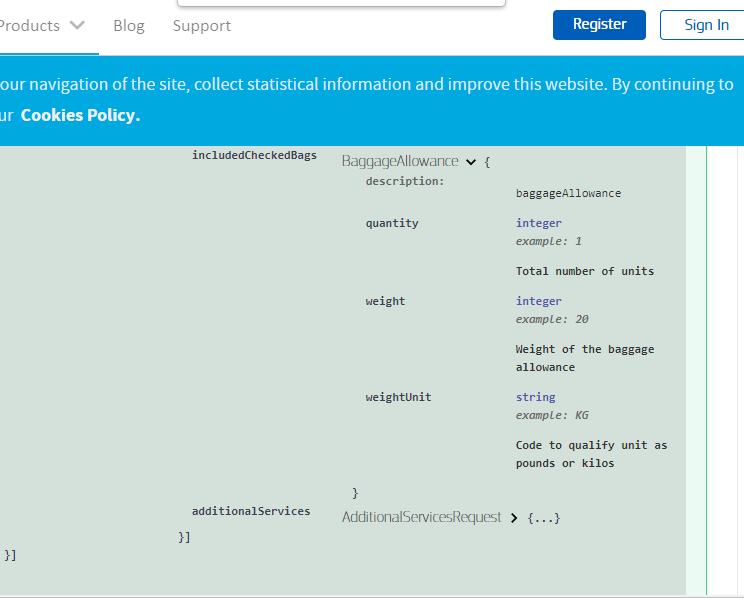 Products Blog Support Register Sign In
our navigation of the site, collect statistical information and improve this website. By continuing to
ur Cookies Policy.
includedCheckedBags BaggageAllowance {
description:
baggageAllowance
quantity integer
example: 1
Total number of units
weight integer
example: 20
Weight of the baggage
allowance
weightUnit string
example: KG
Code to qualify unit as
pounds or kilos
}
additionalServices AdditionalServicesRequest {...}
}]
}]